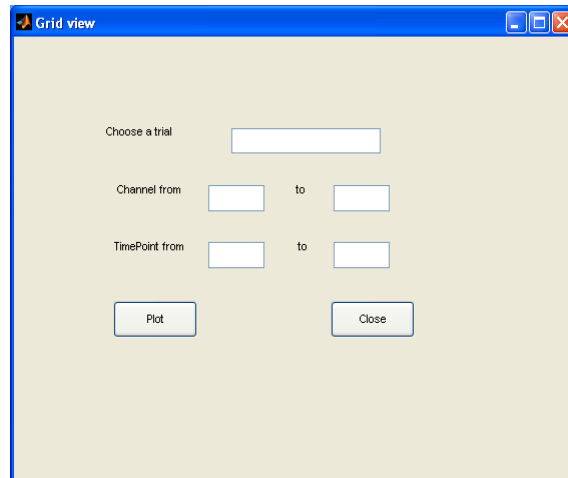 Grid view
Choose a trial
Channel from to
TimePoint from to
Plot Close